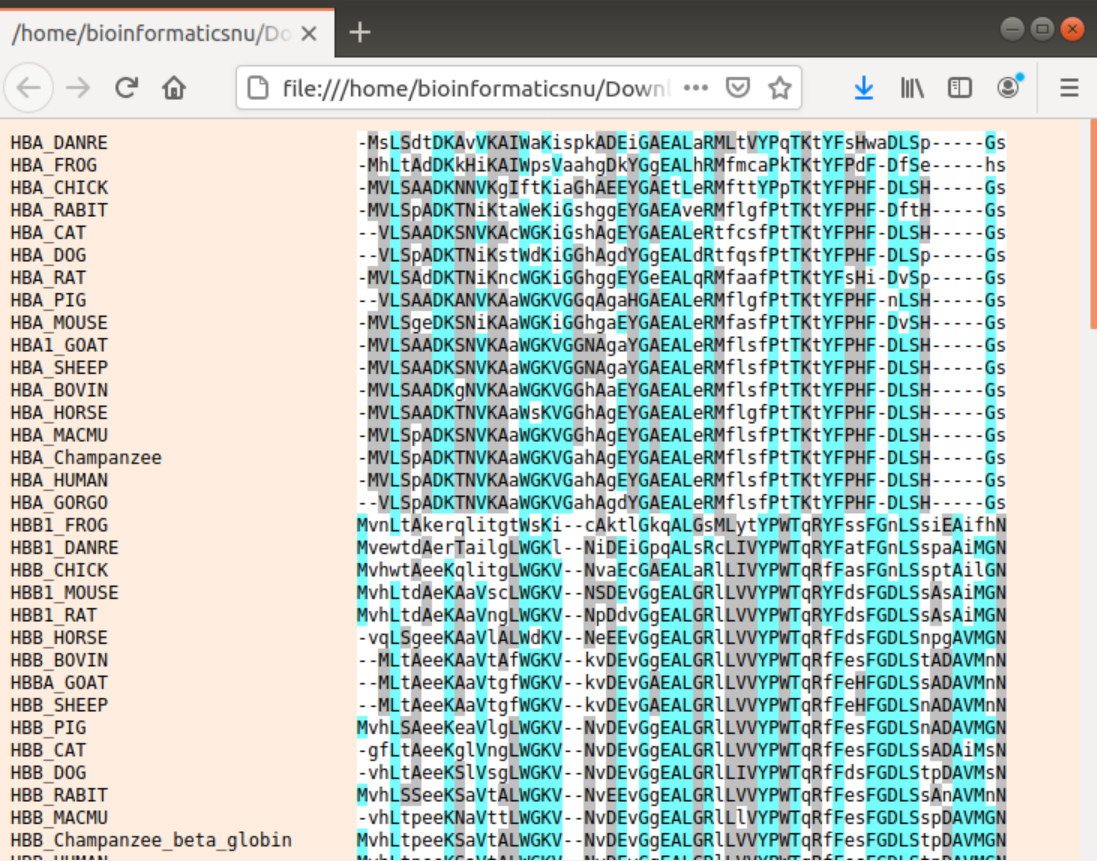 /home/bioinformaticsnu/Do
file:///home/bioinformaticsnu/Downl
HBA_DANRE -MsLSdtDKAvVKAIWaKispkADEiGAEALaRMLtVYPqTKtYFsHwaDLSp-----Gs
HBA_FROG -MhLtAdDKkHiKAIWpsVaahgDkYGgEALhRMfmcaPkTKtYFPdF-DfSe-----hs
HBA_CHICK -MVLSAADKNNVKgIftKiaGhAEEYGAEtLeRMfttYPpTKtYFPHF-DLSH-----Gs
HBA_RABIT -MVLSpADKTNiKtaWeKiGshggEYGAEAveRMflgfPtTKtYFPHF-DftH-----Gs
HBA_CAT --VLSAADKSNVKAcWGKiGshAgEYGAEALeRtfcsfPtTKtYFPHF-DLSH-----Gs
HBA_DOG --VLSpADKTNiKstWdKiGGhAgdYGgEALdRtfqsfPtTKtYFPHF-DLSp-----Gs
HBA_RAT -MVLSAdDKTNiKncWGKiGGhggEYGeEALqRMfaafPtTKtYFsHi-DvSp-----Gs
HBA_PIG --VLSAADKANVKAaWGKVGGqAgaHGAEALeRMflgfPtTKtYFPHF-nLSH-----Gs
HBA_MOUSE -MVLSgeDKSNiKAaWGKiGGhgaEYGAEALeRMfasfPtTKtYFPHF-DvSH-----Gs
HBA1_GOAT -MVLSAADKSNVKAaWGKVGGNAgaYGAEALeRMflsfPtTKtYFPHF-DLSH-----Gs
HBA_SHEEP -MVLSAADKSNVKAaWGKVGGNAgaYGAEALeRMflsfPtTKtYFPHF-DLSH-----Gs
HBA_BOVIN -MVLSAADKgNVKAaWGKVGGhAaEYGAEALeRMflsfPtTKtYFPHF-DLSH-----Gs
HBA_HORSE -MVLSAADKTNVKAaWsKVGGhAgEYGAEALeRMflgfPtTKtYFPHF-DLSH-----Gs
HBA_MACMU -MVLSpADKSNVKAaWGKVGGhAgEYGAEALeRMflsfPtTKtYFPHF-DLSH-----Gs
HBA_Champanzee -MVLSpADKTNVKAaWGKVGahAgEYGAEALeRMflsfPtTKtYFPHF-DLSH-----Gs
HBA_HUMAN -MVLSpADKTNVKAaWGKVGahAgEYGAEALeRMflsfPtTKtYFPHF-DLSH-----Gs
HBA_GORGO --VLSpADKTNVKAaWGKVGahAgdYGAEALeRMflsfPtTKtYFPHF-DLSH-----Gs
HBB1_FROG MvnLtAkerqlitgtWsKi--cAktlGkqALGsMLytYPWTqRYFssFGnLSsiEAifhN
HBB1_DANRE MvewtdAerTailgLWGKl--NiDEiGpqALsRcLIVYPWTqRYFatFGnLSspaAiMGN
HBB_CHICK MvhwtAeeKqlitgLWGKV--NvaEcGAEALaRlLIVYPWTqRfFasFGnLSsptAilGN
HBB1_MOUSE MvhLtdAeKAaVscLWGKV--NSDEvGgEALGRlLVVYPWTqRYFdsFGDLSsAsAiMGN
HBB1_RAT MvhLtdAeKAaVngLWGKV--NpDdvGgEALGRlLVVYPWTqRYFdsFGDLSsAsAiMGN
HBB_HORSE -vqLSgeeKAaVlALWdKV--NeEEvGgEALGRlLVVYPWTqRfFdsFGDLSnpgAVMGN
HBB_BOVIN --MLtAeeKAaVtAfWGKV--kvDEvGgEALGRlLVVYPWTqRfFesFGDLStADAVMnN
HBBA_GOAT --MLtAeeKAaVtgfWGKV--kvDEvGgEALGRlLVVYPWTqRfFeHFGDLSsADAVMnN
HBB_SHEEP --MLtAeeKAaVtgfWGKV--kvDEvGgEALGRlLVVYPWTqRfFeHFGDLSnADAVMnN
HBB_PIG MvhLSAeeKeaVlgLWGKV--NvDEvGgEALGRlLVVYPWTqRfFesFGDLSnADAVMGN
HBB_CAT -gfLtAeeKglVngLWGKV--NvDEvGgEALGRlLVVYPWTqRfFesFGDLSsADAiMsN
HBB_DOG -vhLtAeeKSlVsgLWGKV--NvDEvGgEALGRlLIVYPWTqRfFdsFGDLStpDAVMsN
HBB_RABIT MvhLSSeeKSaVtALWGKV--NvEEvGgEALGRlLVVYPWTqRfFesFGDLSsAnAVMnN
HBB_MACMU -vhLtpeeKNaVttLWGKV--NvDEvGgEALGRlLlVYPWTqRfFesFGDLSspDAVMGN
HBB_Champanzee_beta_globin MvhLtpeeKSaVtALWGKV--NvDEvGgEALGRlLVVYPWTqRfFesFGDLStpDAVMGN